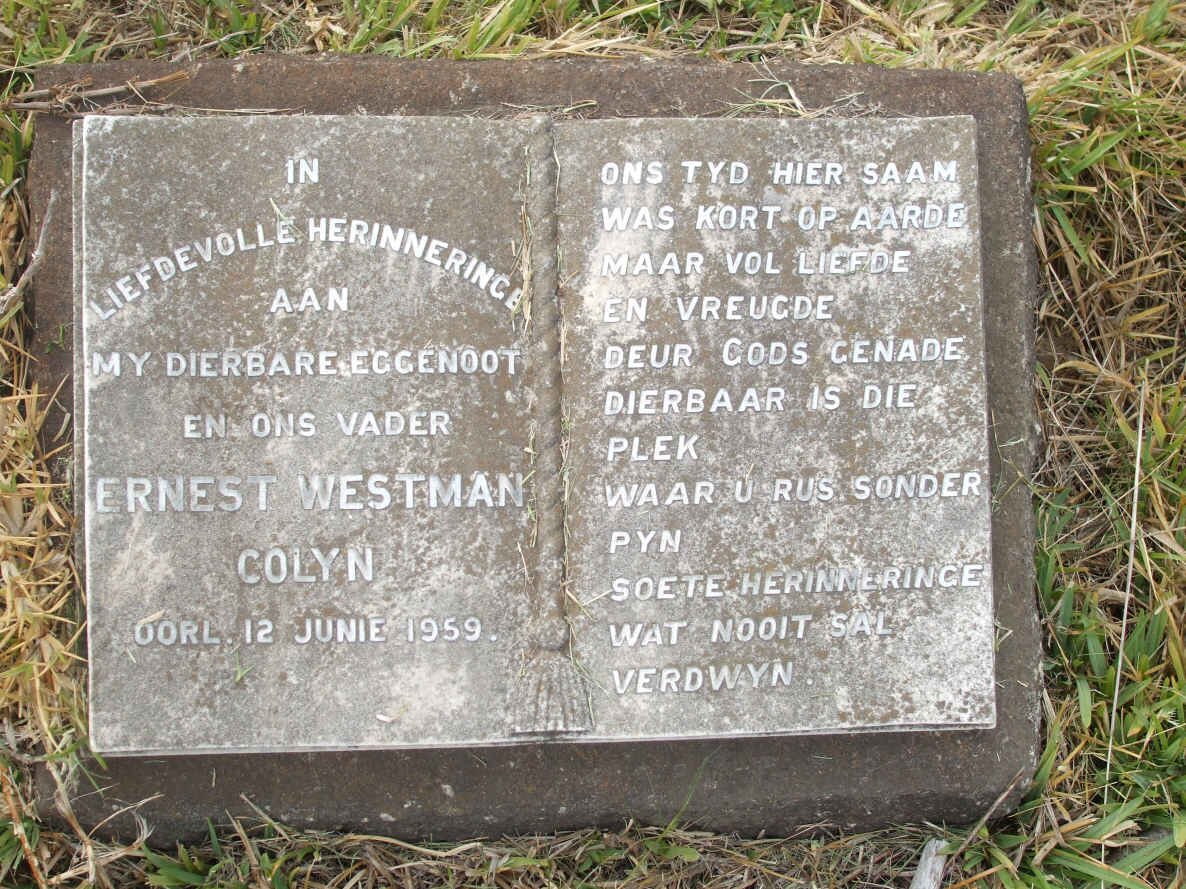 IN
LIEFDEVOLLE HERINNERINGE
AAN
MY DIERBARE EGGENOOT
EN ONS VADER
ERNEST WESTMAN
COLYN
OORL. 12 JUNIE 1959.
ONS TYD HIER SAAM
WAS KORT OP AARDE
MAAR VOL LIEFDE
EN VREUGDE
DEUR GODS GENADE
DIERBAAR IS DIE
PLEK
WAAR U RUS SONDER
PYN
SOETE HERINNERINGE
WAT NOOIT SAL
VERDWYN.